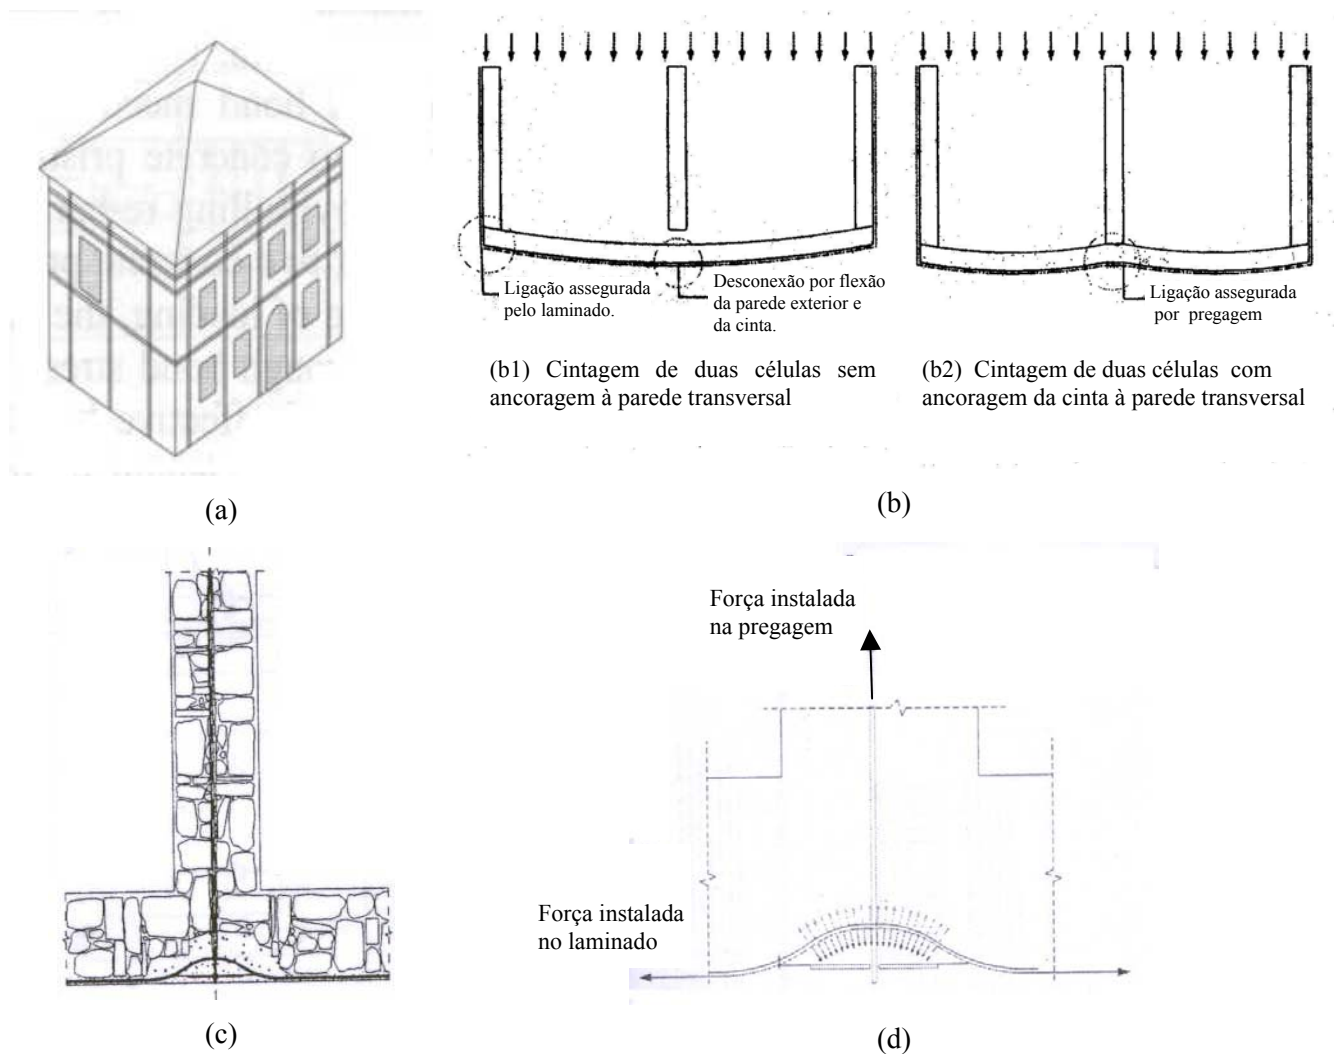 Ligação assegurada
pelo laminado.
Desconexão por flexão
da parede exterior e
da cinta.
Ligação assegurada
por pregagem
(b1) Cintagem de duas células sem
ancoragem à parede transversal
(b2) Cintagem de duas células com
ancoragem da cinta à parede transversal
(a)
(b)
Força instalada
na pregagem
Força instalada
no laminado
(c)
(d)